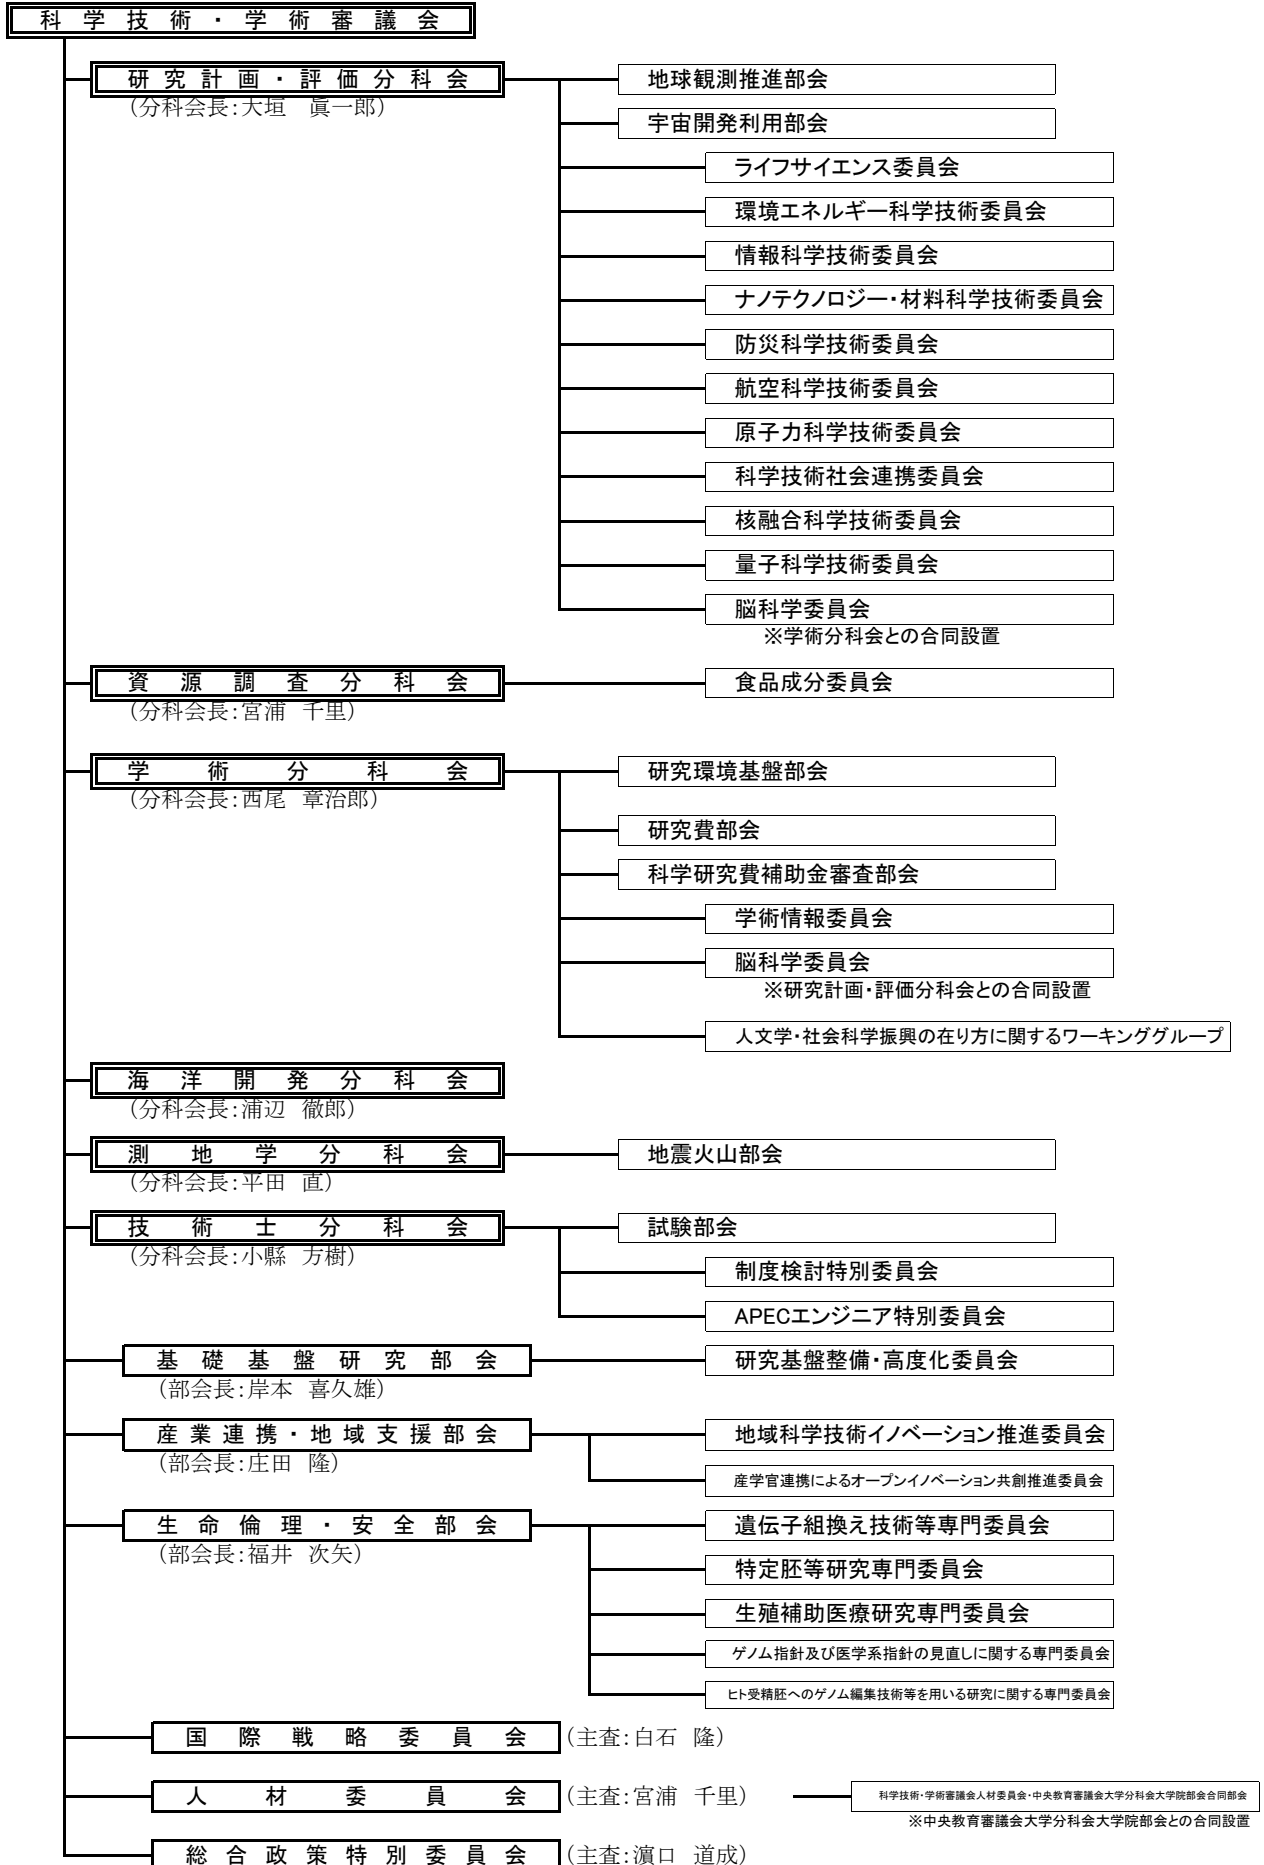 科学技術・学術審議会
研究計画・評価分科会
（分科会長：大垣　眞一郎）
地球観測推進部会
宇宙開発利用部会
ライフサイエンス委員会
環境エネルギー科学技術委員会
情報科学技術委員会
ナノテクノロジー・材料科学技術委員会
防災科学技術委員会
航空科学技術委員会
原子力科学技術委員会
科学技術社会連携委員会
核融合科学技術委員会
量子科学技術委員会
脳科学委員会
※学術分科会との合同設置
資源調査分科会
（分科会長：宮浦　千里）
食品成分委員会
学術分科会
（分科会長：西尾　章治郎）
研究環境基盤部会
研究費部会
科学研究費補助金審査部会
学術情報委員会
脳科学委員会
※研究計画・評価分科会との合同設置
人文学・社会科学振興の在り方に関するワーキンググループ
海洋開発分科会
（分科会長：浦辺　徹郎）
測地学分科会
（分科会長：平田　直）
地震火山部会
技術士分科会
（分科会長：小縣　方樹）
試験部会
制度検討特別委員会
APECエンジニア特別委員会
基礎基盤研究部会
（部会長：岸本　喜久雄）
研究基盤整備・高度化委員会
産業連携・地域支援部会
（部会長：庄田　隆）
地域科学技術イノベーション推進委員会
産学官連携によるオープンイノベーション共創推進委員会
生命倫理・安全部会
（部会長：福井　次矢）
遺伝子組換え技術等専門委員会
特定胚等研究専門委員会
生殖補助医療研究専門委員会
ゲノム指針及び医学系指針の見直しに関する専門委員会
ヒト受精胚へのゲノム編集技術等を用いる研究に関する専門委員会
国際戦略委員会（主査：白石　隆）
人材委員会（主査：宮浦　千里）
科学技術・学術審議会人材委員会・中央教育審議会大学分科会大学院部会合同部会
※中央教育審議会大学分科会大学院部会との合同設置
総合政策特別委員会（主査：濵口　道成）